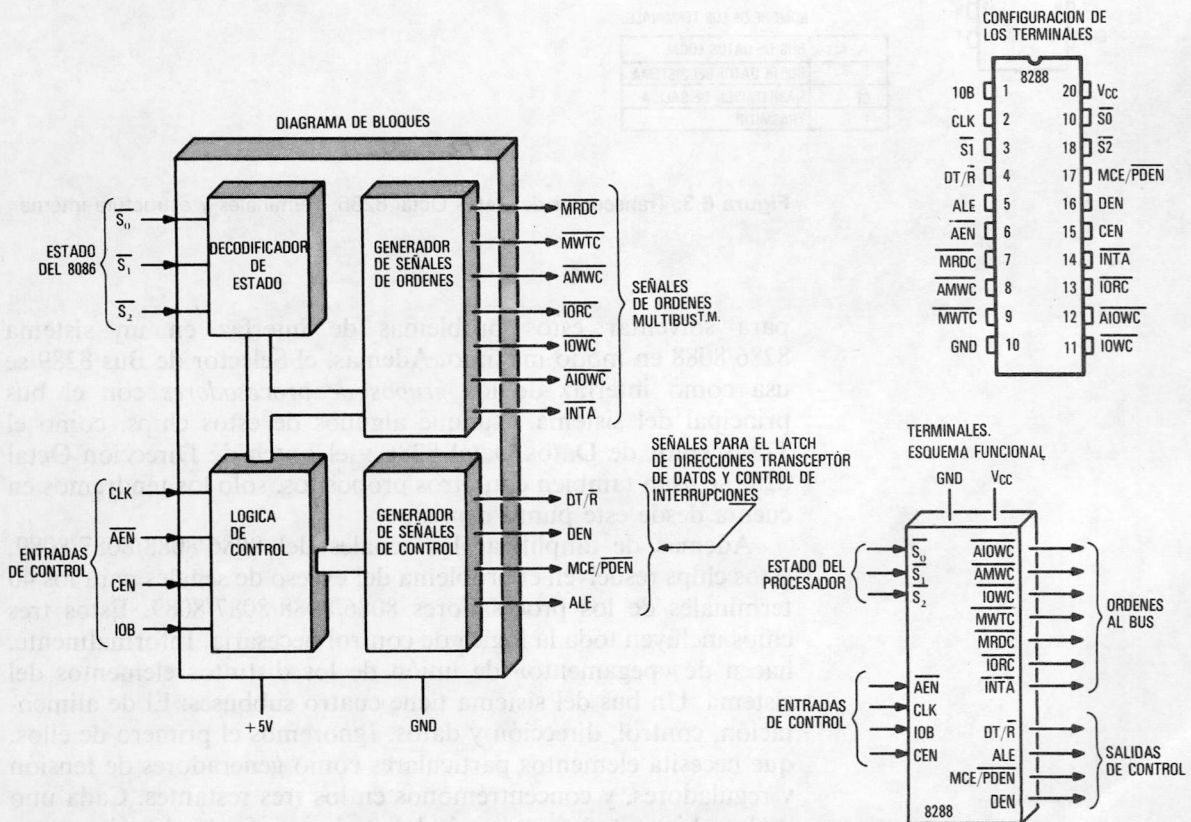 CONFIGURACION DE
LOS TERMINALES
8288
10B 1 20 VCC
CLK 2 10 S0
S1 3 18 S2
DT/R 4 17 MCE/PDEN
ALE 5 16 DEN
AEN 6 15 CEN
MRDC 7 14 INTA
AMWC 8 13 IORC
MWTC 9 12 AIOWC
GND 10 11 IOWC
DIAGRAMA DE BLOQUES
ESTADO
DEL 8086
S0
S1
S2
DECODIFICADOR
DE
ESTADO
GENERADOR
DE SEÑALES
DE ORDENES
MRDC
MWTC
AMWC
IORC
IOWC
AIOWC
INTA
SEÑALES
DE ORDENES
MULTIBUST.M.
ENTRADAS
DE CONTROL
CLK
AEN
IOB
LOGICA
DE
CONTROL
GENERADOR
DE SEÑALES
DE CONTROL
DT/R
DEN
MCE/PDEN
ALE
SEÑALES PARA EL LATCH
DE DIRECCIONES TRANSCEPTOR
DE DATOS Y CONTROL DE
INTERRUPCIONES
+5V
GND
TERMINALES.
ESQUEMA FUNCIONAL
GND VCC
ESTADO DEL
PROCESADOR
S0
S1
S2
AIOWC
AMWC
IOWC
MWTC
MRDC
IORC
INTA
ORDENES
AL BUS
ENTRADAS
DE CONTROL
AEN
CLK
IOB
CEN
DT/R
ALE
MCE/PDEN
DEN
SALIDAS
DE CONTROL
8288